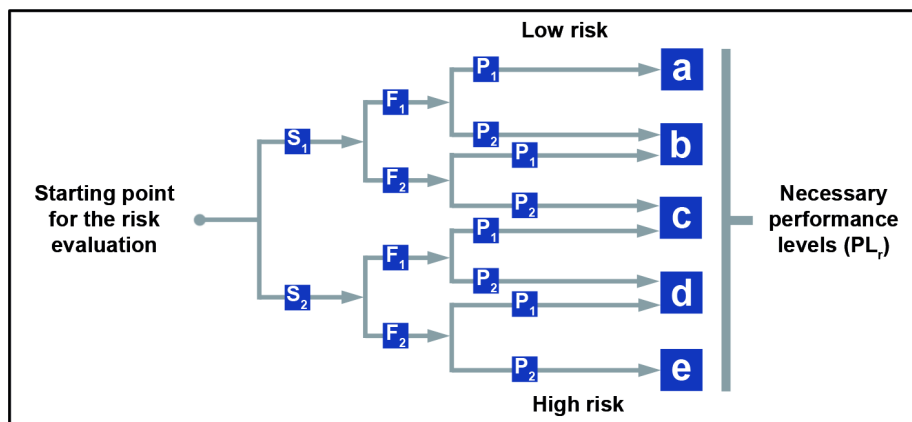 Low risk
P1
a
F1
P2
b
S1
P1
F2
P2
c
Starting point
for the risk
evaluation
Necessary
performance
levels (PLr)
P1
F1
P2
d
S2
P1
F2
P2
e
High risk